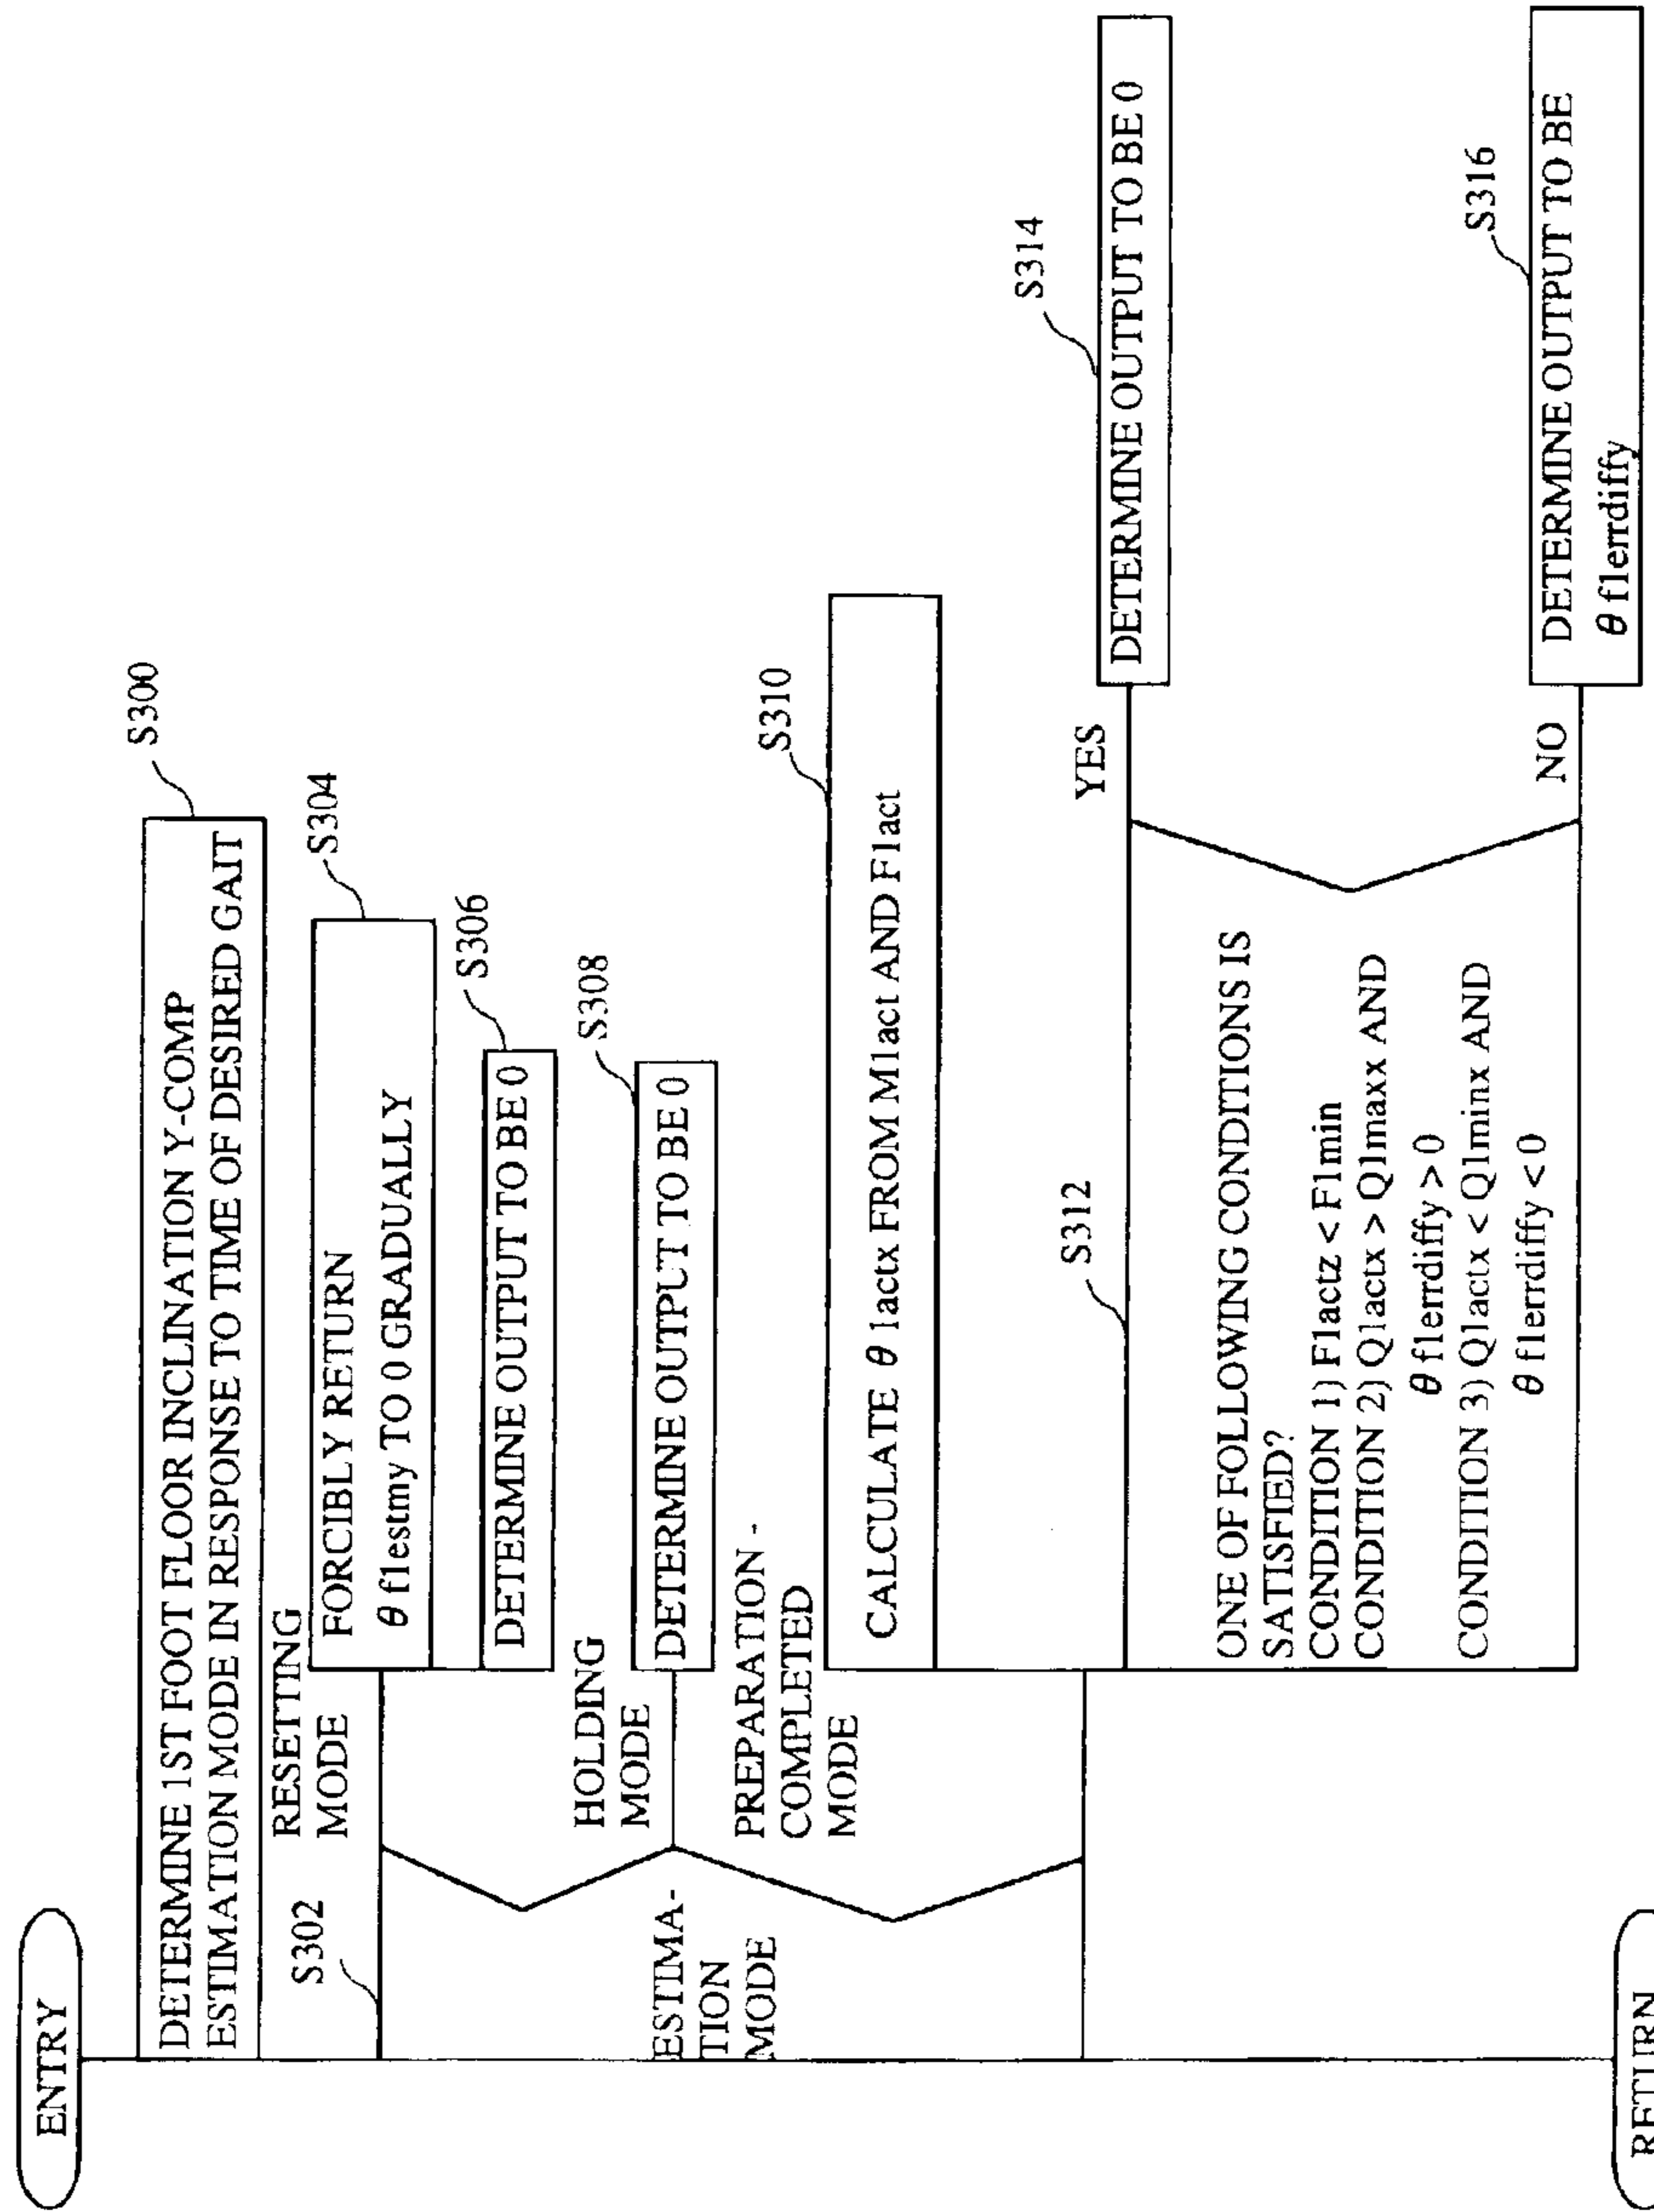 ENTRY
DETERMINE 1ST FOOT FLOOR INCLINATION Y-COMP
ESTIMATION MODE IN RESPONSE TO TIME OF DESIRED GAIT
S300
S302
RESETTING
MODE
FORCIBLY RETURN
θ f1estmy TO 0 GRADUALLY
S304
DETERMINE OUTPUT TO BE 0
S306
ESTIMA-
TION
MODE
HOLDING
MODE
DETERMINE OUTPUT TO BE 0
S308
PREPARATION -
COMPLETED
MODE
CALCULATE θ 1actx FROM M1act AND F1act
S310
S312
ONE OF FOLLOWING CONDITIONS IS
SATISFIED?
CONDITION 1) F1actz < F1min
CONDITION 2) Q1actx > Q1maxx AND
θ f1errdiffy > 0
CONDITION 3) Q1actx < Q1minx AND
θ f1errdiffy < 0
YES
DETERMINE OUTPUT TO BE 0
S314
NO
DETERMINE OUTPUT TO BE
θ f1errdiffy
S316
RETURN